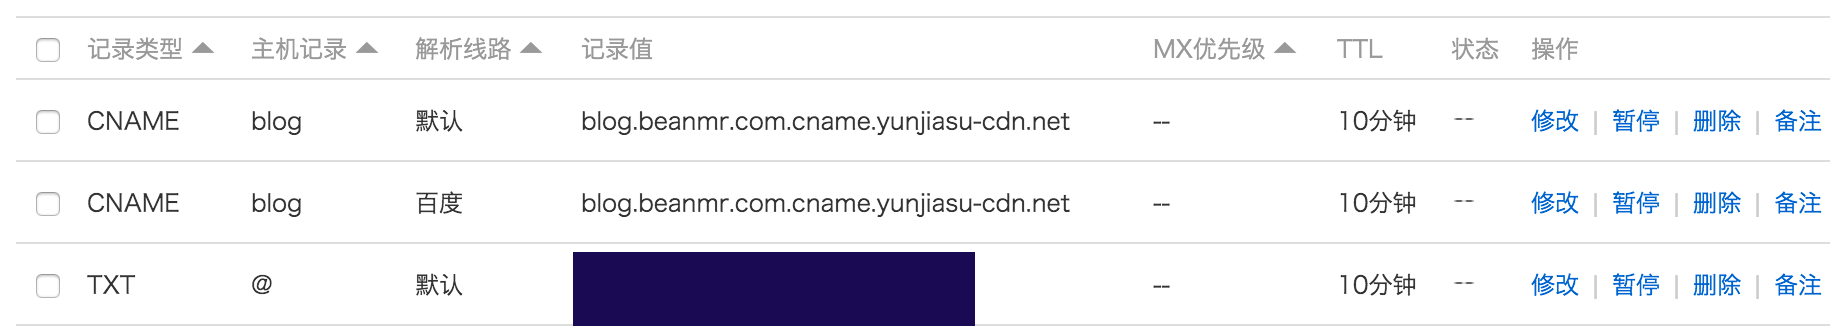 记录类型 主机记录 解析线路 记录值 MX优先级 TTL 状态 操作
CNAME blog 默认 blog.beanmr.com.cname.yunjiasu-cdn.net -- 10分钟 -- 修改 | 暂停 | 删除 | 备注
CNAME blog 百度 blog.beanmr.com.cname.yunjiasu-cdn.net -- 10分钟 -- 修改 | 暂停 | 删除 | 备注
TXT @ 默认 -- 10分钟 -- 修改 | 暂停 | 删除 | 备注